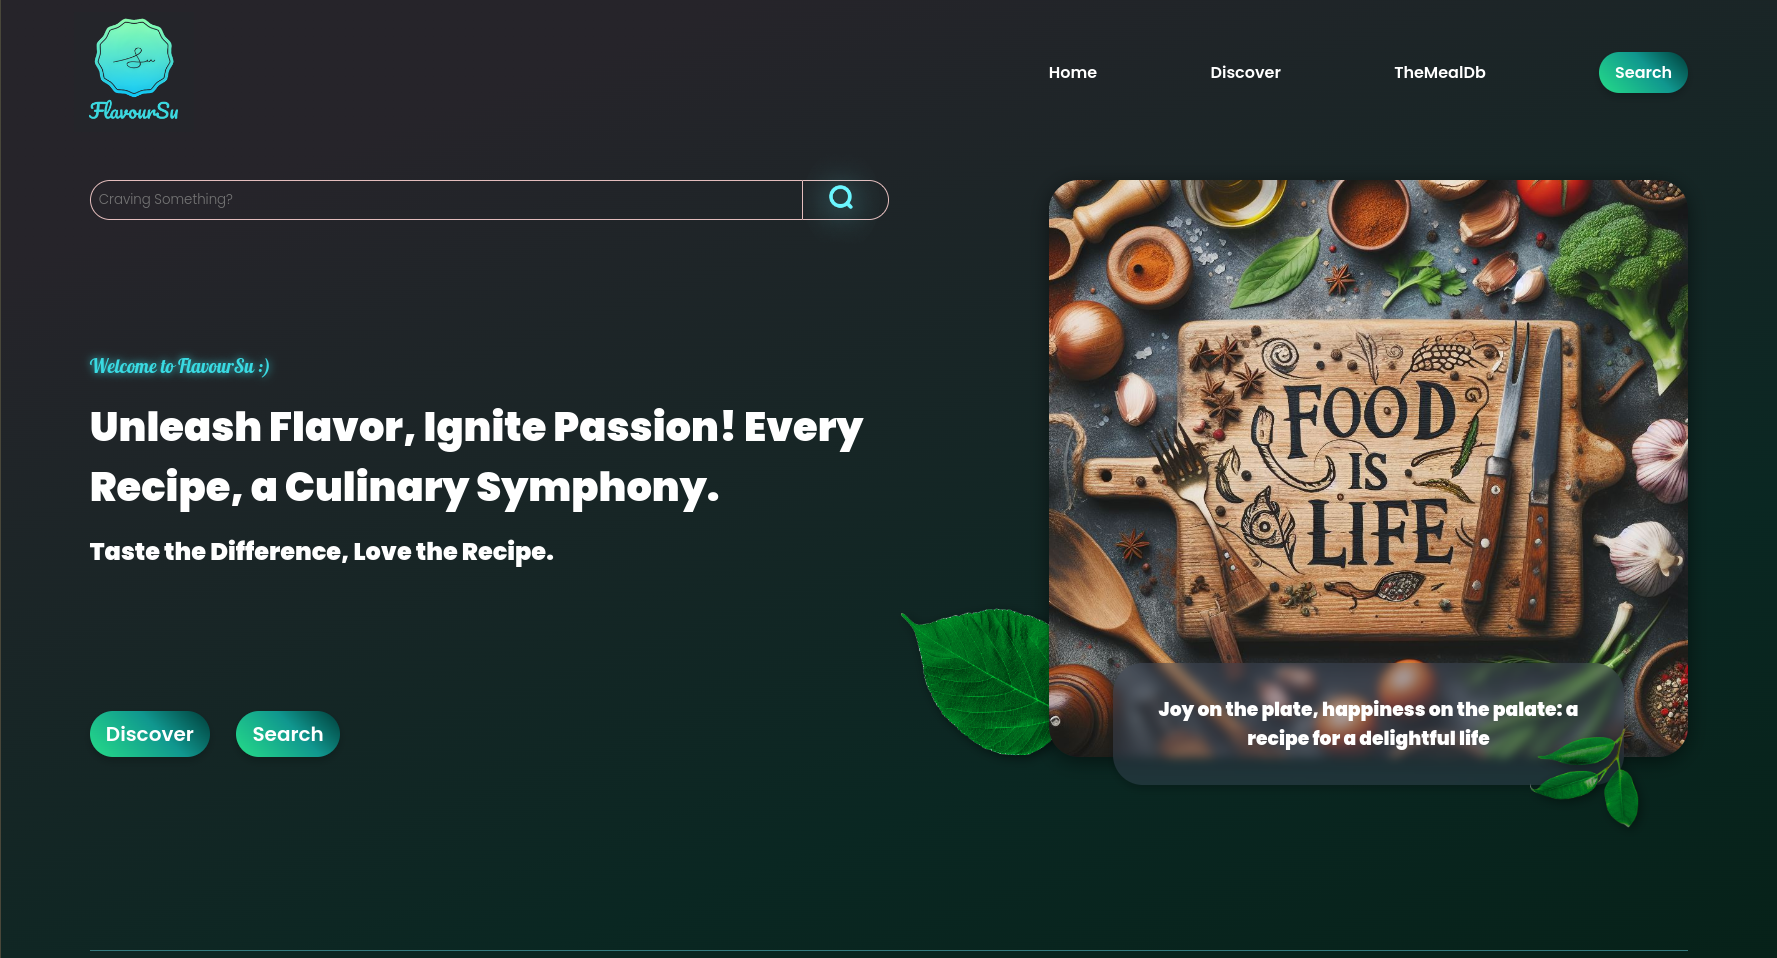 Su
FlavourSu
Home
Discover
TheMealDb
Search
Craving Something?
Welcome to FlavourSu :)
Unleash Flavor, Ignite Passion! Every
Recipe, a Culinary Symphony.
Taste the Difference, Love the Recipe.
Discover
Search
FOOD
IS
LIFE
Joy on the plate, happiness on the palate: a
recipe for a delightful life